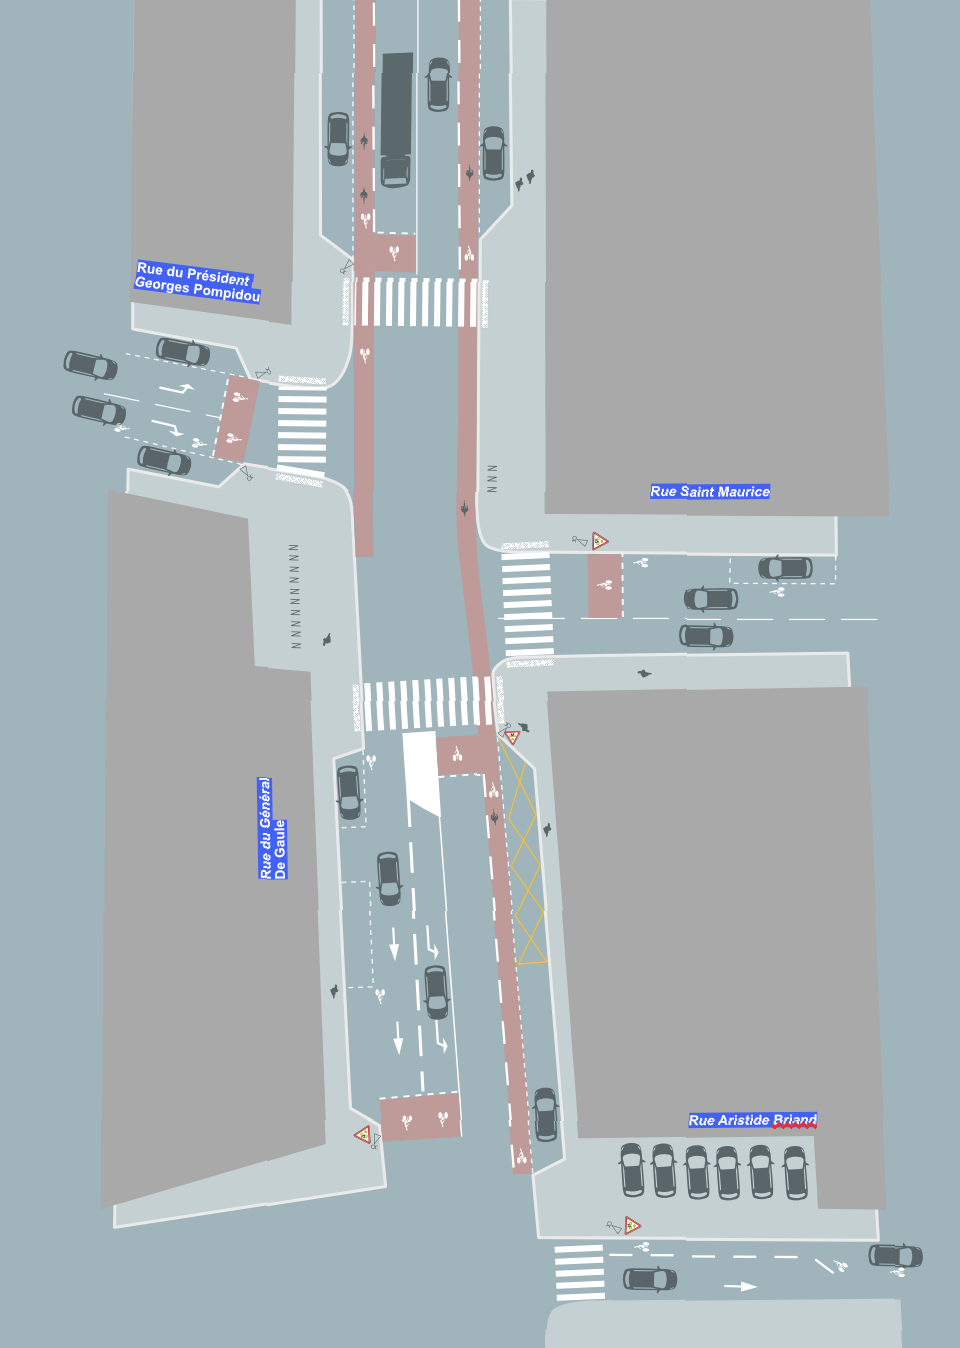 Rue du Président
Georges Pompidou
Rue Saint Maurice
Rue du Général
De Gaule
Rue Aristide Briand